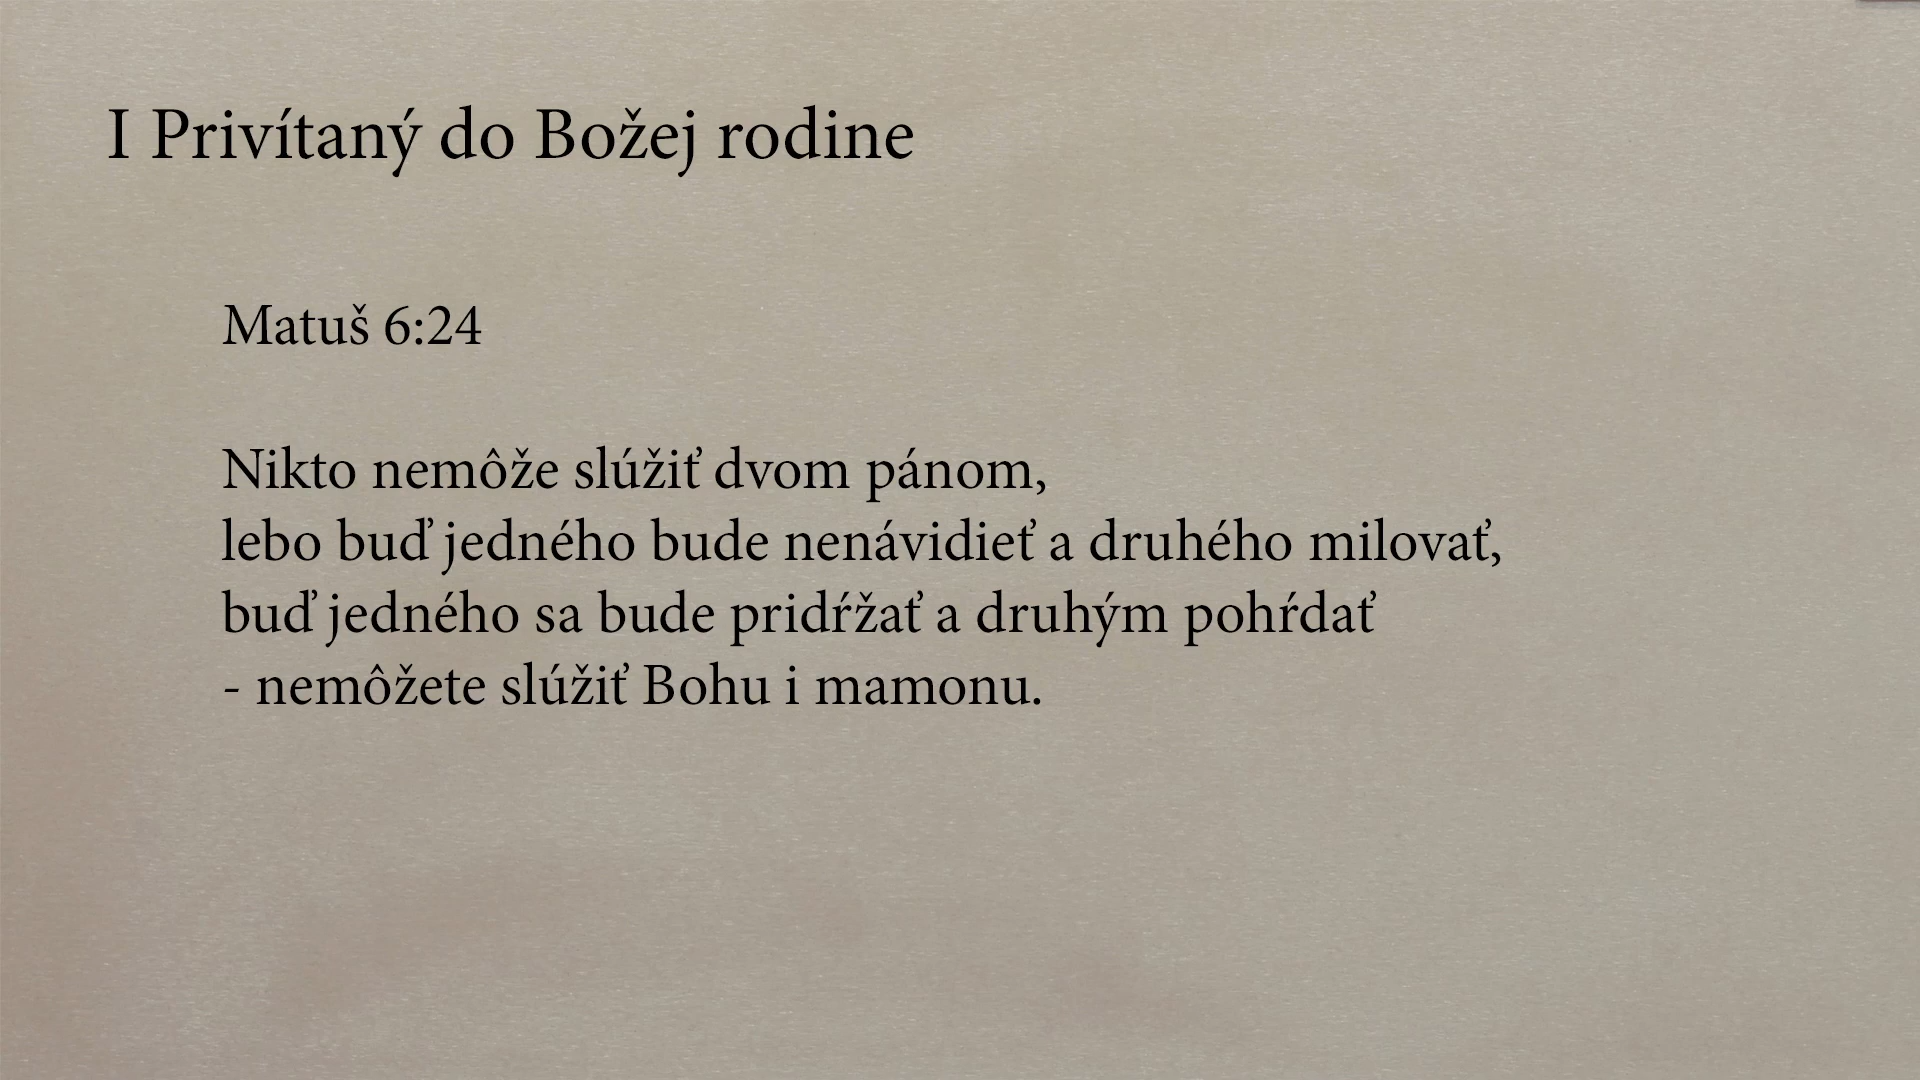 I Privítaný do Božej rodine
Matuš 6:24
Nikto nemôže slúžiť dvom pánom,
lebo buď jedného bude nenávidieť a druhého milovať,
buď jedného sa bude pridŕžať a druhým pohŕdať
- nemôžete slúžiť Bohu i mamonu.